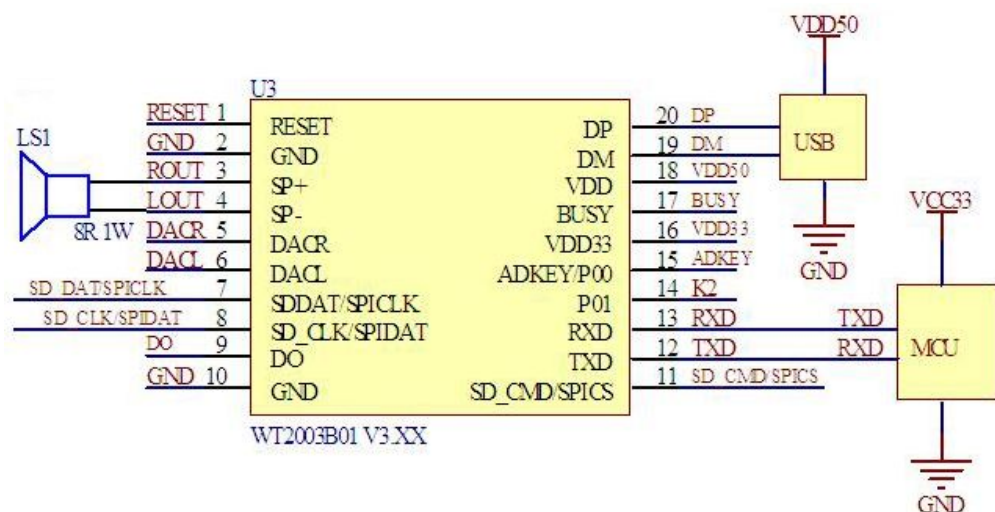 VDD50
U3
RESET 1 RESET
GND 2 GND
ROUT 3 SP+
LOUT 4 SP-
DACR 5 DACR
DACL 6 DACL
SD_DAT/SPICLK 7 SDDAT/SPICLK
SD_CLK/SPIDAT 8 SD_CLK/SPIDAT
DO 9 DO
GND 10 GND
LS1
8R 1W
DP 20 DP
DM 19 DM
VDD 18 VDD50
BUSY 17 BUSY
VDD33 16 VDD33
ADKEY/P00 15 ADKEY
P01 14 K2
RXD 13 RXD TXD
TXD 12 TXD RXD
SD_CMD/SPICS 11 SD_CMD/SPICS
USB
GND
VCC33
MCU
GND
WT2003B01 V3.XX